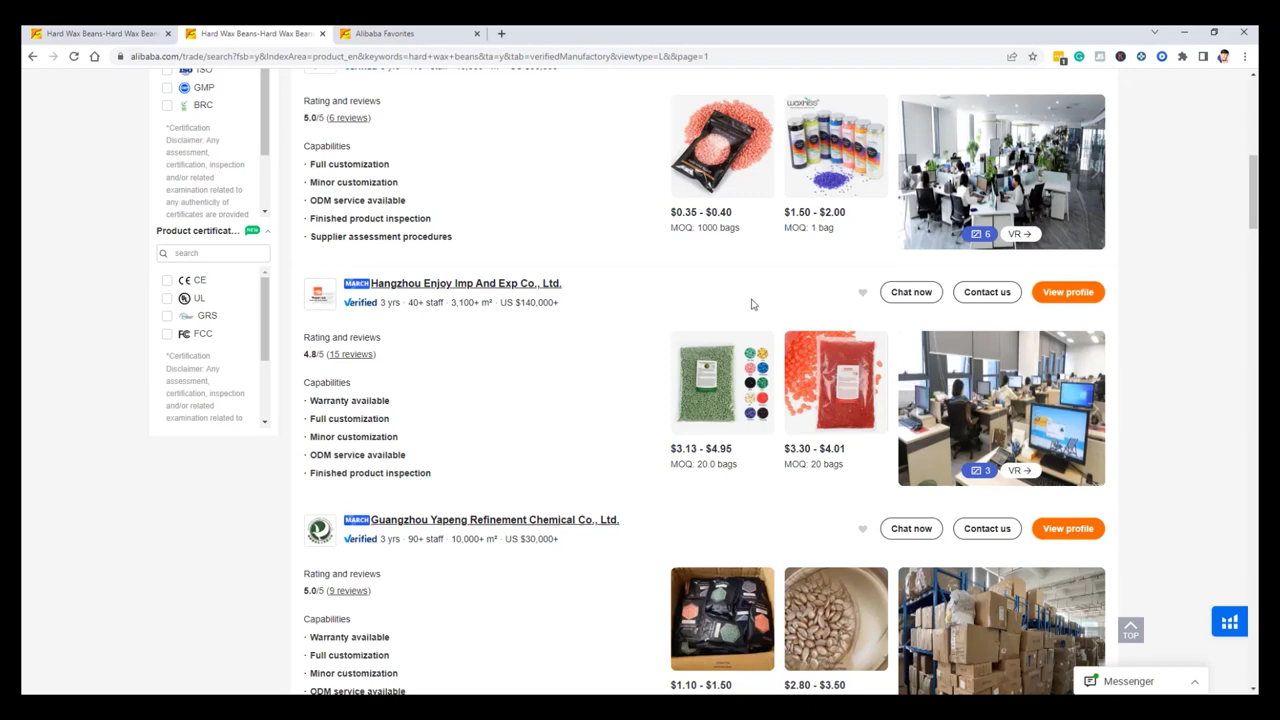 Hard Wax Beans-Hard Wax Bean
Hard Wax Beans-Hard Wax Bean
Alibaba Favorites
alibaba.com/trade/search?fsb=y&IndexArea=product_en&keywords=hard+wax+beans&ta=y&tab=verifiedManufactory&viewtype=L&&page=1
ISO
GMP
BRC
*Certification
Disclaimer: Any
assessment,
certification, inspection
and/or related
examination related to
any authenticity of
certificates are provided
Product certificat...
search
CE
UL
GRS
FCC
*Certification
Disclaimer: Any
assessment,
certification, inspection
and/or related
examination related to
Rating and reviews
5.0/5 (6 reviews)
Capabilities
· Full customization
· Minor customization
· ODM service available
· Finished product inspection
· Supplier assessment procedures
waxness
$0.35 - $0.40
MOQ: 1000 bags
$1.50 - $2.00
MOQ: 1 bag
6
VR →
MARCH Hangzhou Enjoy Imp And Exp Co., Ltd.
Verified 3 yrs · 40+ staff · 3,100+ m² · US $140,000+
Chat now
Contact us
View profile
Rating and reviews
4.8/5 (15 reviews)
Capabilities
· Warranty available
· Full customization
· Minor customization
· ODM service available
· Finished product inspection
$3.13 - $4.95
MOQ: 20.0 bags
$3.30 - $4.01
MOQ: 20 bags
3
VR →
MARCH Guangzhou Yapeng Refinement Chemical Co., Ltd.
Verified 3 yrs · 90+ staff · 10,000+ m² · US $30,000+
Chat now
Contact us
View profile
Rating and reviews
5.0/5 (9 reviews)
Capabilities
· Warranty available
· Full customization
· Minor customization
· ODM service available
$1.10 - $1.50
$2.80 - $3.50
TOP
Messenger